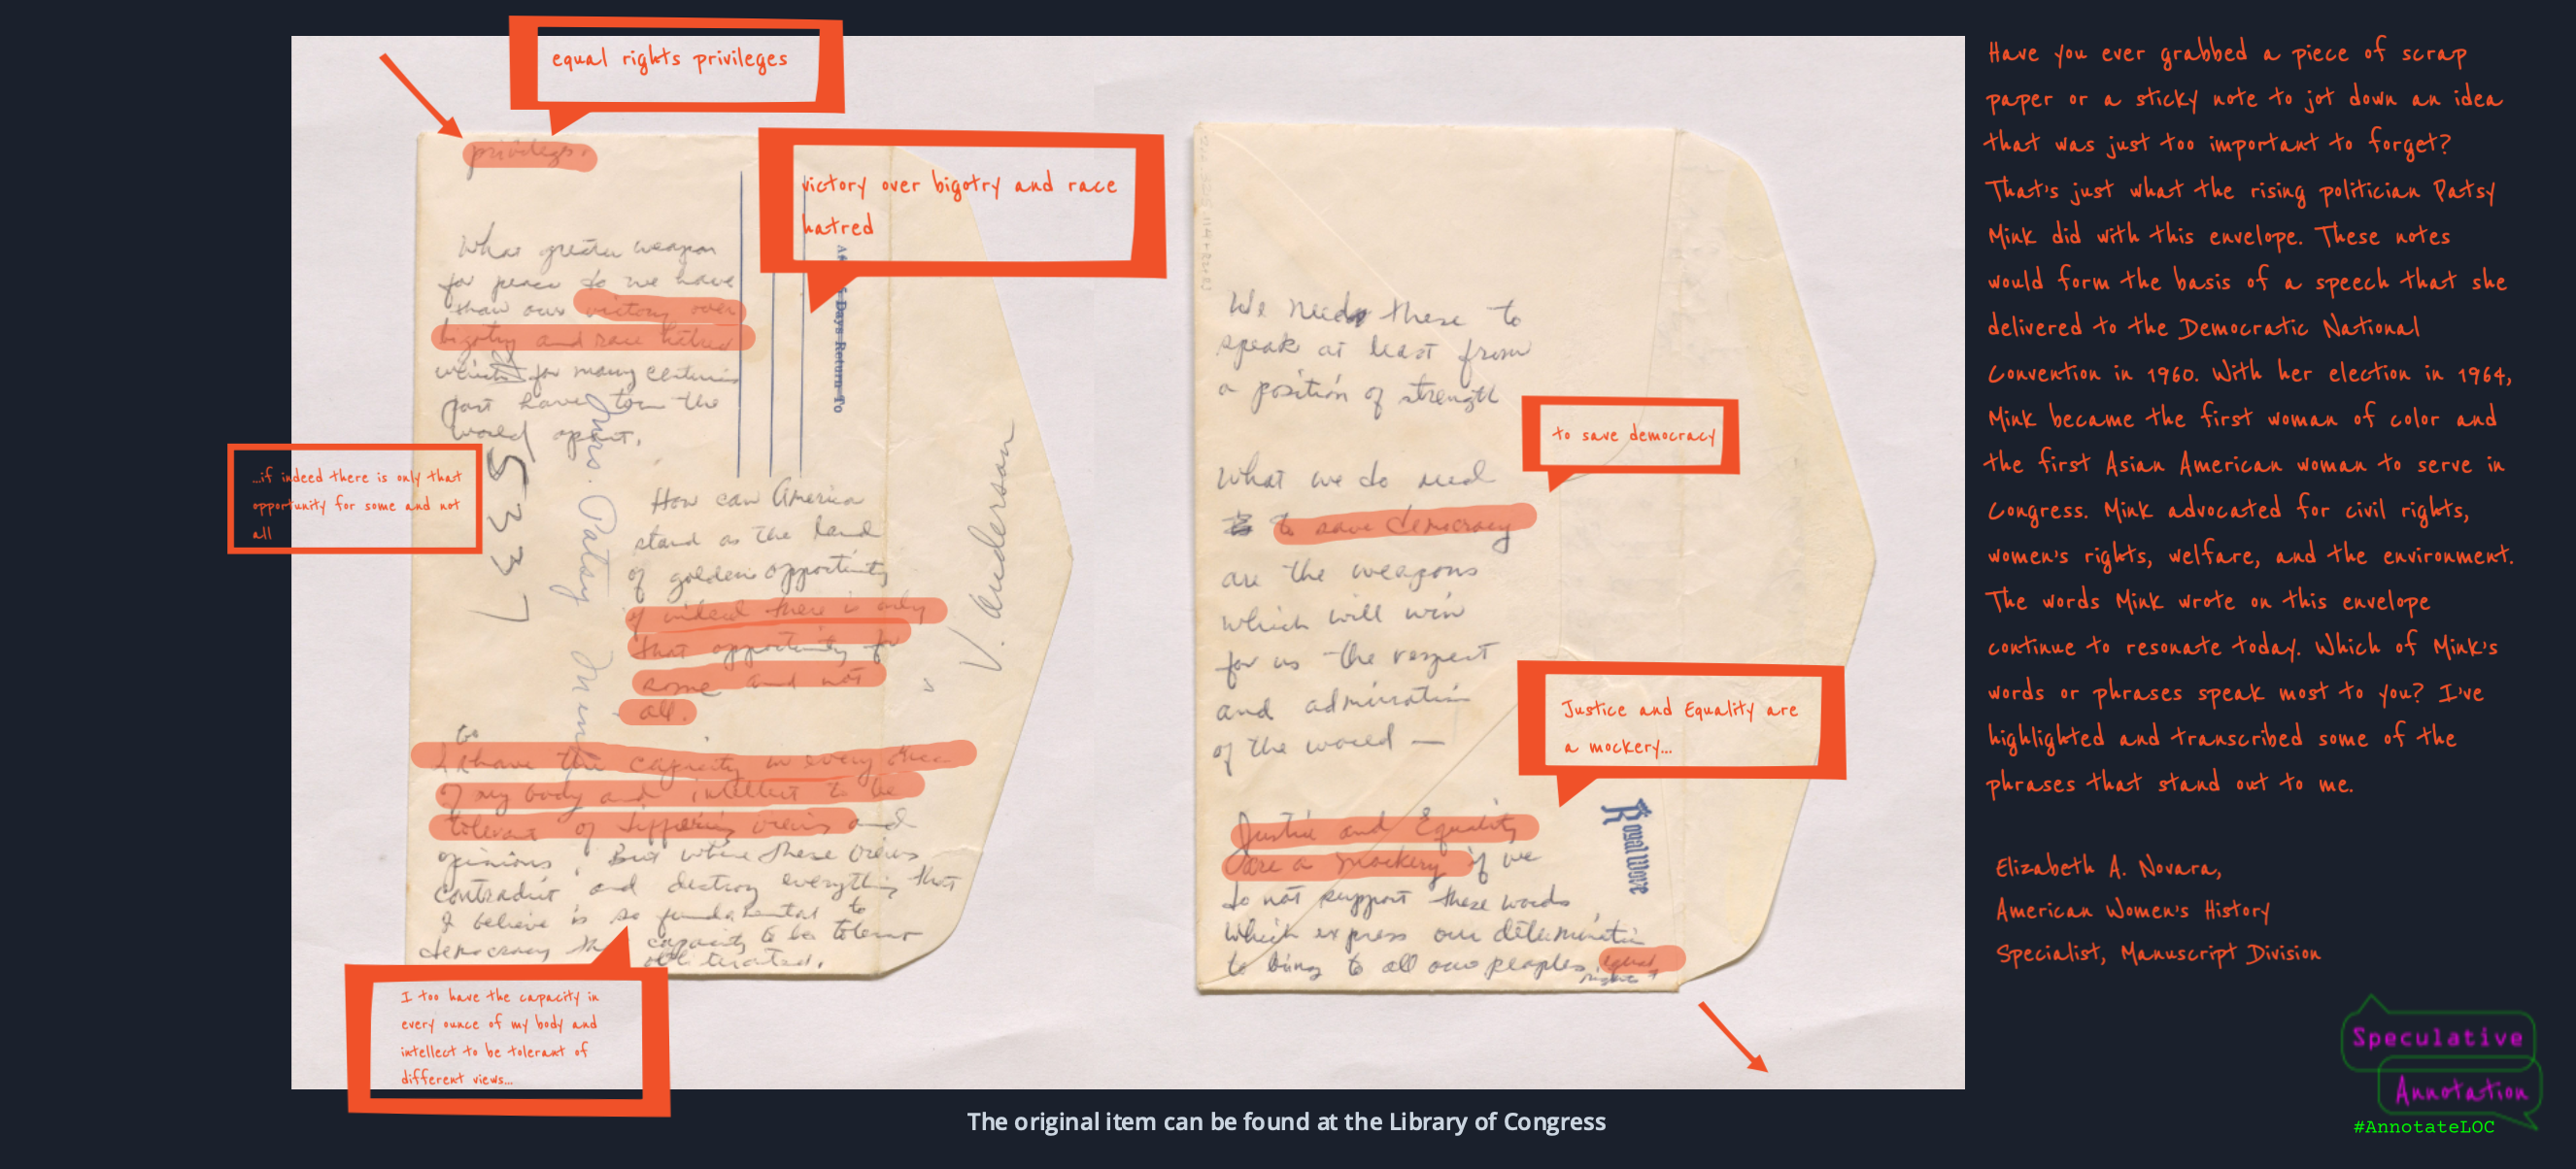 equal rights privileges
privileges.
victory over bigotry and race
hatred
What greater weapon
for peace do we have
than our victory over
bigotry and race hatred
which for many centuries
past have torn the
world apart.
After 5 Days Return To
5337
Mrs. Patsy Mink
V. Anderson
...if indeed there is only that
opportunity for some and not
all
How can America
stand as the land
of golden opportunity
if indeed there is only
that opportunity for
some and not
all.
too
I have the capacity in every ounce
of my body and intellect to be
tolerant of differing views and
opinions. But where these views
contradict and destroy everything that
I believe is so fundamental to
democracy the capacity to be tolerant
obliterated.
I too have the capacity in
every ounce of my body and
intellect to be tolerant of
different views...
We need these to
speak at least from
a position of strength
to save democracy
What we do need
to save democracy
are the weapons
which will win
for us the respect
and admiration
of the world —
Justice and Equality are
a mockery...
Justice and Equality
are a mockery if we
do not support these words
which express our determination
to bring to all our peoples equal
rights
Royal Wove
Have you ever grabbed a piece of scrap
paper or a sticky note to jot down an idea
that was just too important to forget?
That's just what the rising politician Patsy
Mink did with this envelope. These notes
would form the basis of a speech that she
delivered to the Democratic National
Convention in 1960. With her election in 1964,
Mink became the first woman of color and
the first Asian American woman to serve in
Congress. Mink advocated for civil rights,
women's rights, welfare, and the environment.
The words Mink wrote on this envelope
continue to resonate today. Which of Mink's
words or phrases speak most to you? I've
highlighted and transcribed some of the
phrases that stand out to me.
Elizabeth A. Novara,
American Women's History
Specialist, Manuscript Division
Speculative
Annotation
#AnnotateLOC
The original item can be found at the Library of Congress